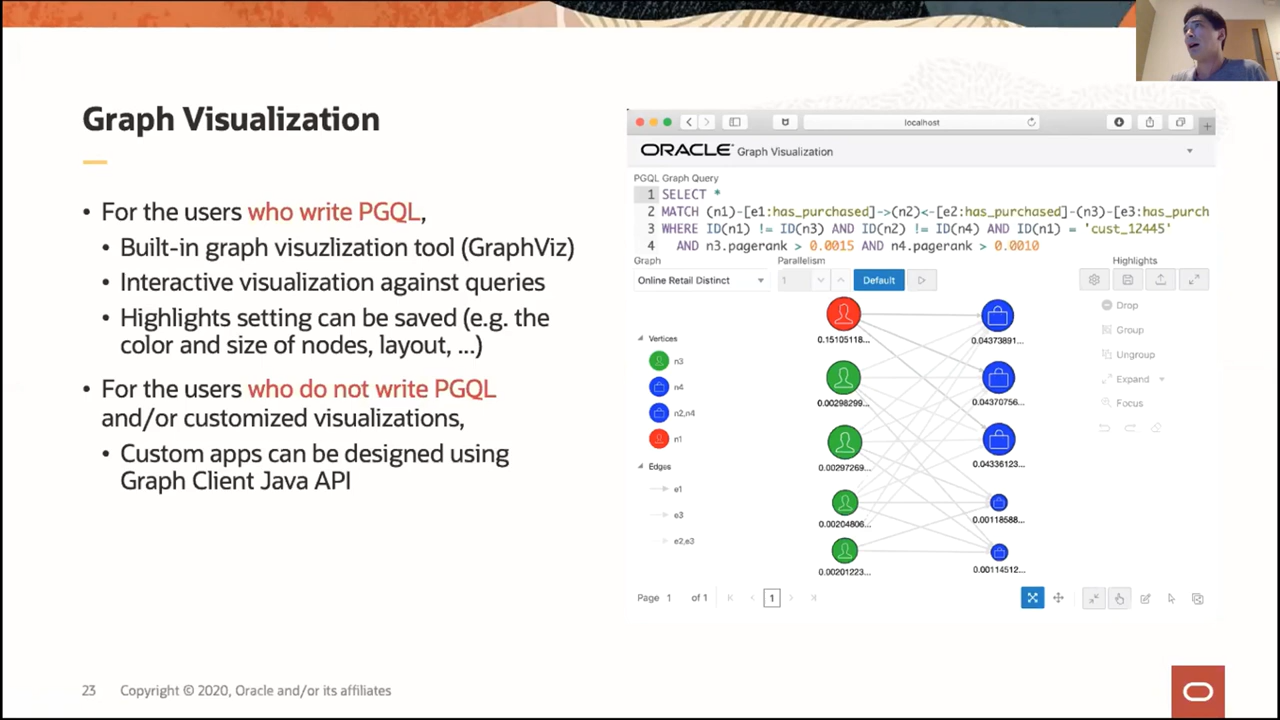 Graph Visualization
• For the users who write PGQL,
• Built-in graph visuzlization tool (GraphViz)
• Interactive visualization against queries
• Highlights setting can be saved (e.g. the
color and size of nodes, layout, ...)
• For the users who do not write PGQL
and/or customized visualizations,
• Custom apps can be designed using
Graph Client Java API
localhost
ORACLE® Graph Visualization
PGQL Graph Query
1 SELECT *
2 MATCH (n1)-[e1:has_purchased]->(n2)<-[e2:has_purchased]-(n3)-[e3:has_purch
3 WHERE ID(n1) != ID(n3) AND ID(n2) != ID(n4) AND ID(n1) = 'cust_12445'
4 AND n3.pagerank > 0.0015 AND n4.pagerank > 0.0010
Graph Parallelism Highlights
Online Retail Distinct 1 Default
Vertices
n3
n4
n2,n4
n1
Edges
e1
e3
e2,e3
0.15105118... 0.04373891...
0.00298299... 0.04370756...
0.00297269... 0.04336123...
0.00204806... 0.00118588...
0.00201223... 0.00114512...
Drop
Group
Ungroup
Expand
Focus
Page 1 of 1 1
23 Copyright © 2020, Oracle and/or its affiliates